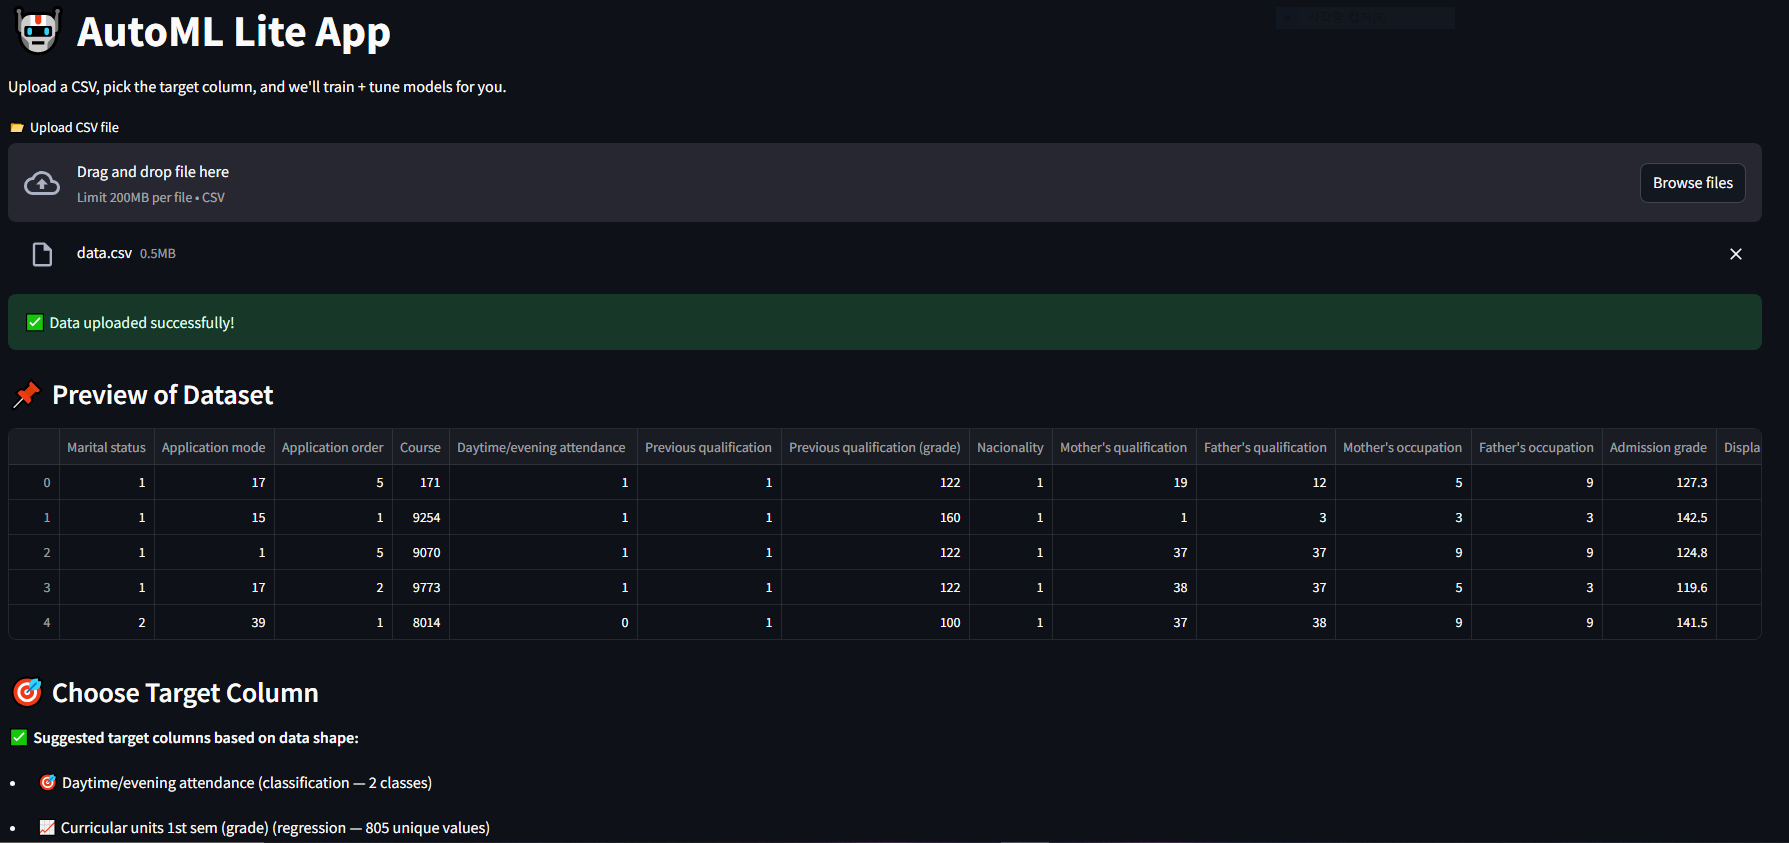 AutoML Lite App
Upload a CSV, pick the target column, and we'll train + tune models for you.
Upload CSV file
Drag and drop file here
Limit 200MB per file • CSV
Browse files
data.csv 0.5MB
Data uploaded successfully!
Preview of Dataset
Marital status Application mode Application order Course Daytime/evening attendance Previous qualification Previous qualification (grade) Nacionality Mother's qualification Father's qualification Mother's occupation Father's occupation Admission grade Displa
0 1 17 5 171 1 1 122 1 19 12 5 9 127.3
1 1 15 1 9254 1 1 160 1 1 3 3 3 142.5
2 1 1 5 9070 1 1 122 1 37 37 9 9 124.8
3 1 17 2 9773 1 1 122 1 38 37 5 3 119.6
4 2 39 1 8014 0 1 100 1 37 38 9 9 141.5
Choose Target Column
Suggested target columns based on data shape:
• Daytime/evening attendance (classification — 2 classes)
• Curricular units 1st sem (grade) (regression — 805 unique values)